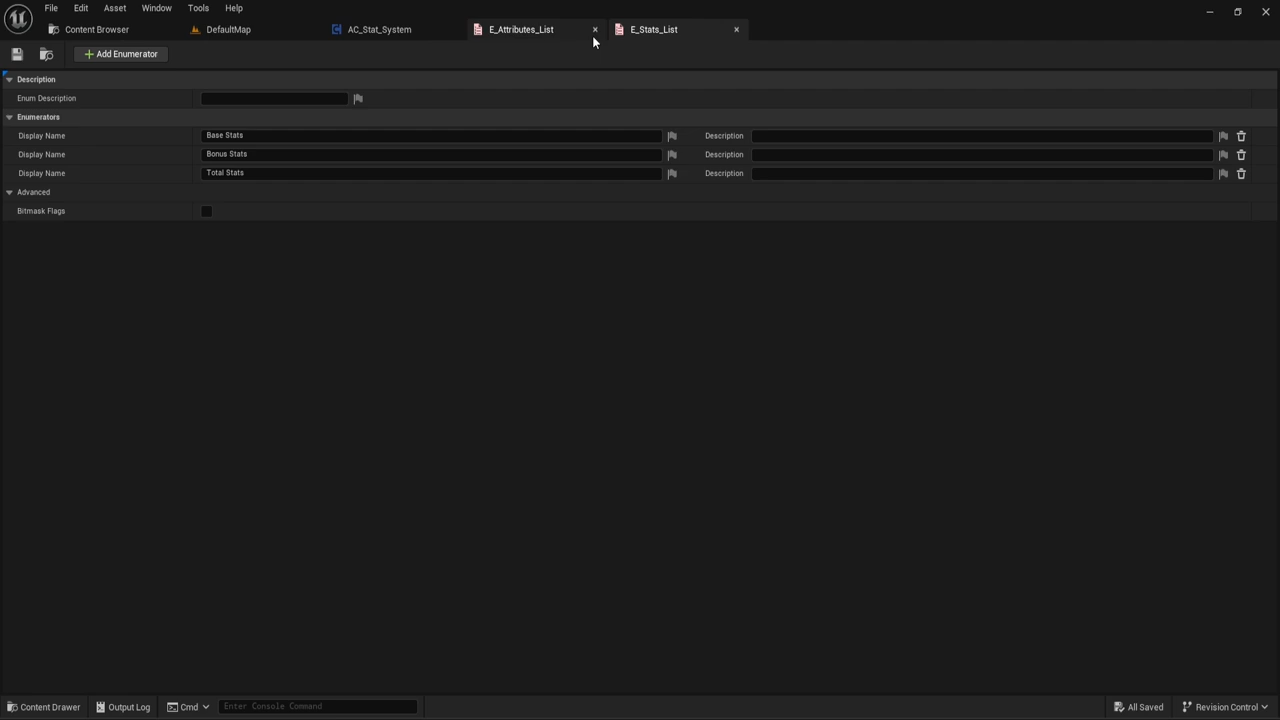 File Edit Asset Window Tools Help
Content Browser DefaultMap AC_Stat_System E_Attributes_List E_Stats_List
Add Enumerator
Description
Enum Description
Enumerators
Display Name Base Stats Description
Display Name Bonus Stats Description
Display Name Total Stats Description
Advanced
Bitmask Flags
Content Drawer Output Log Cmd Enter Console Command All Saved Revision Control